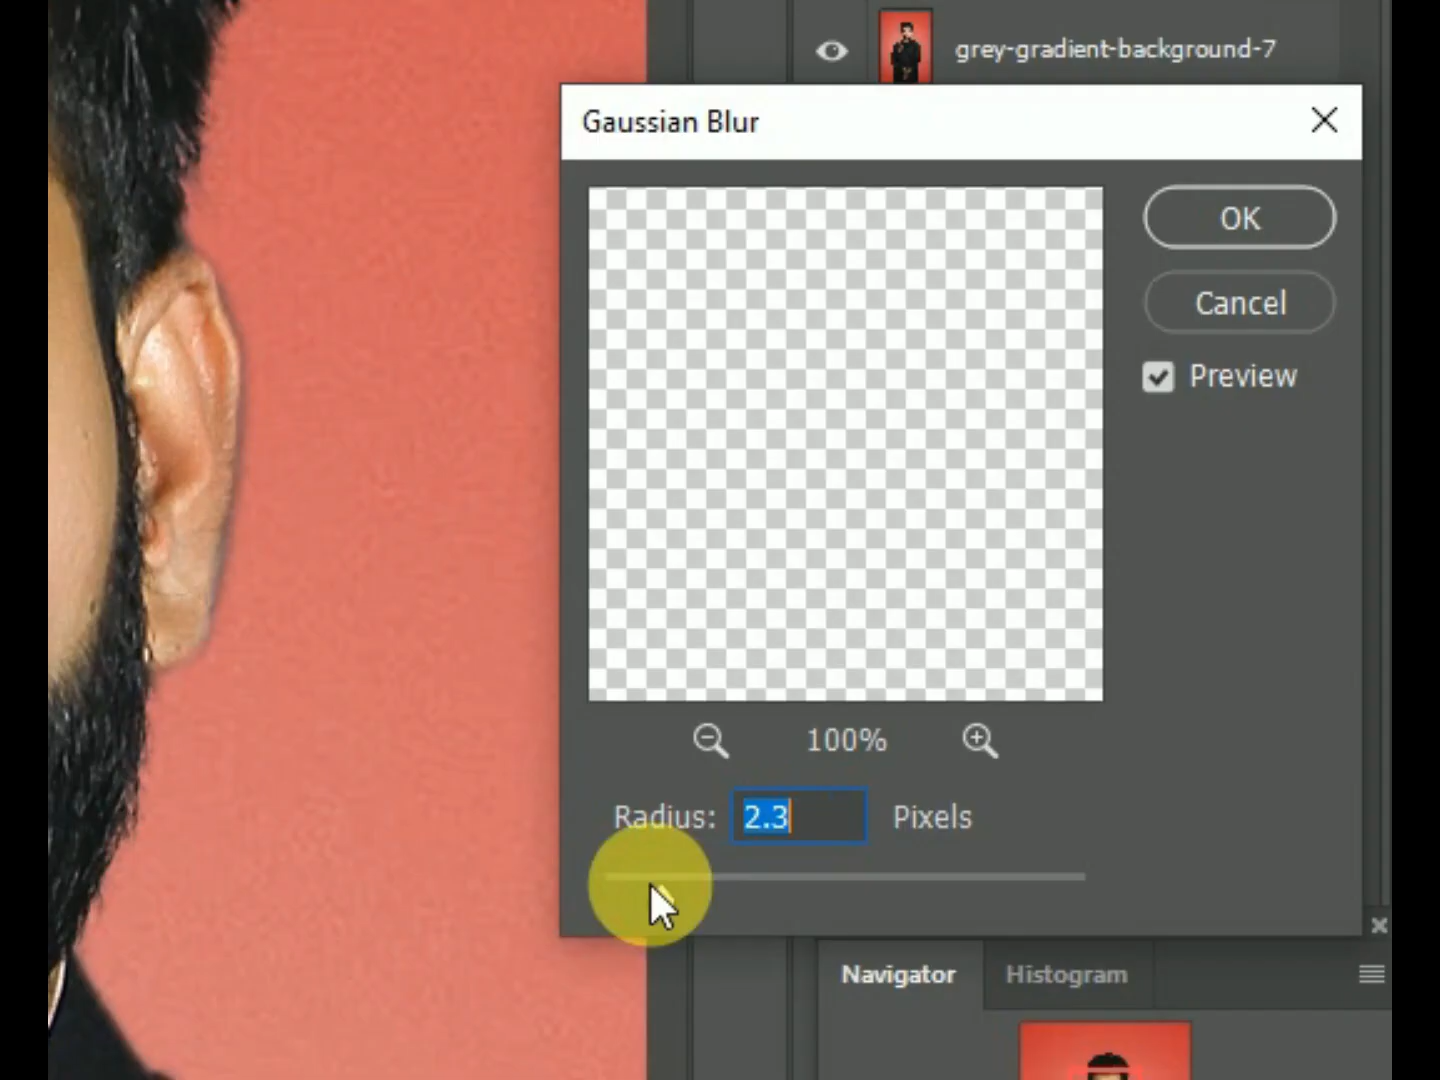 grey-gradient-background-7
Gaussian Blur
OK
Cancel
Preview
100%
Radius: 2.3 Pixels
Navigator Histogram